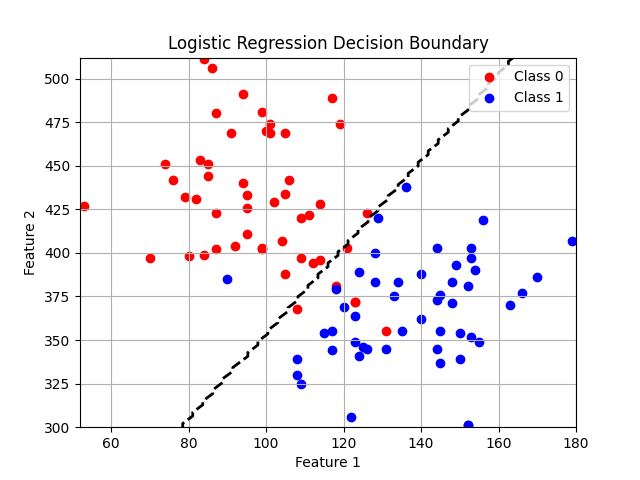 Logistic Regression Decision Boundary
Class 0
Class 1
Feature 2
500
475
450
425
400
375
350
325
300
60 80 100 120 140 160 180
Feature 1